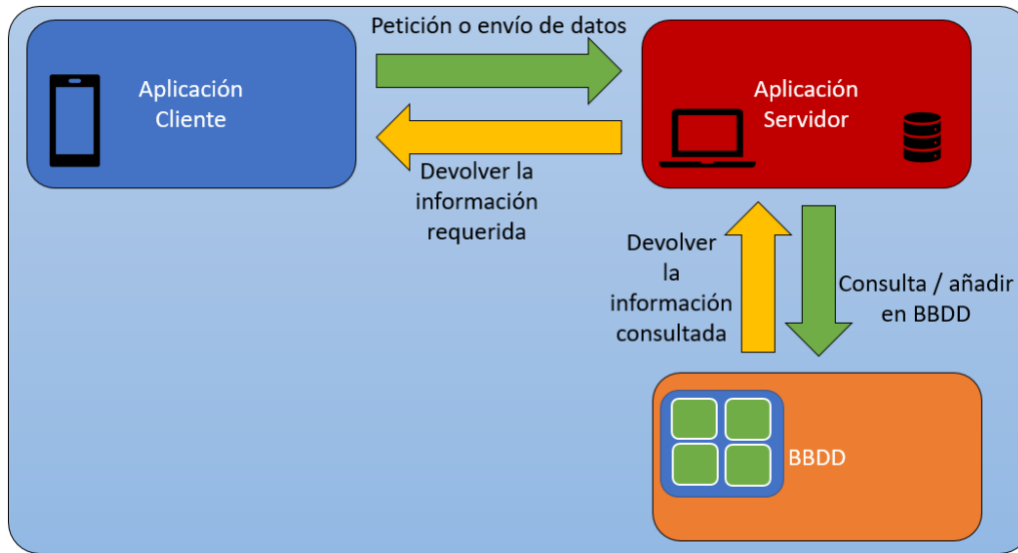 Petición o envío de datos
Aplicación
Cliente
Aplicación
Servidor
Devolver la
información
requerida
Devolver
la
información
consultada
Consulta / añadir
en BBDD
BBDD